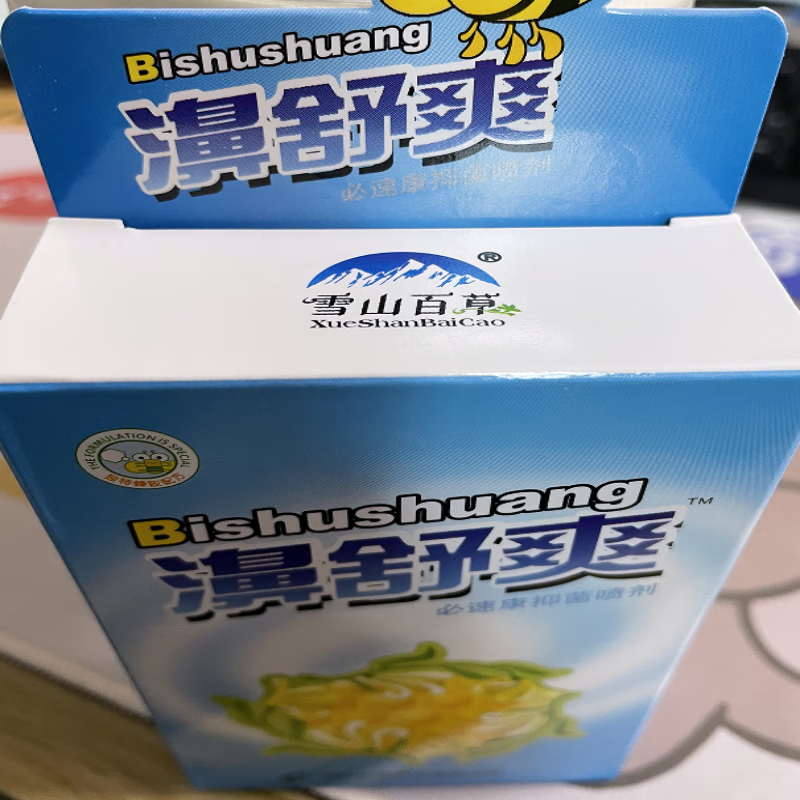 Bishushuang
濞舒爽
必速康抑菌喷剂
®
雪山百草
XueShanBaiCao
THE FORMULATION IS SPECIAL
Bishushuang
TM
濞舒爽
必速康抑菌喷剂